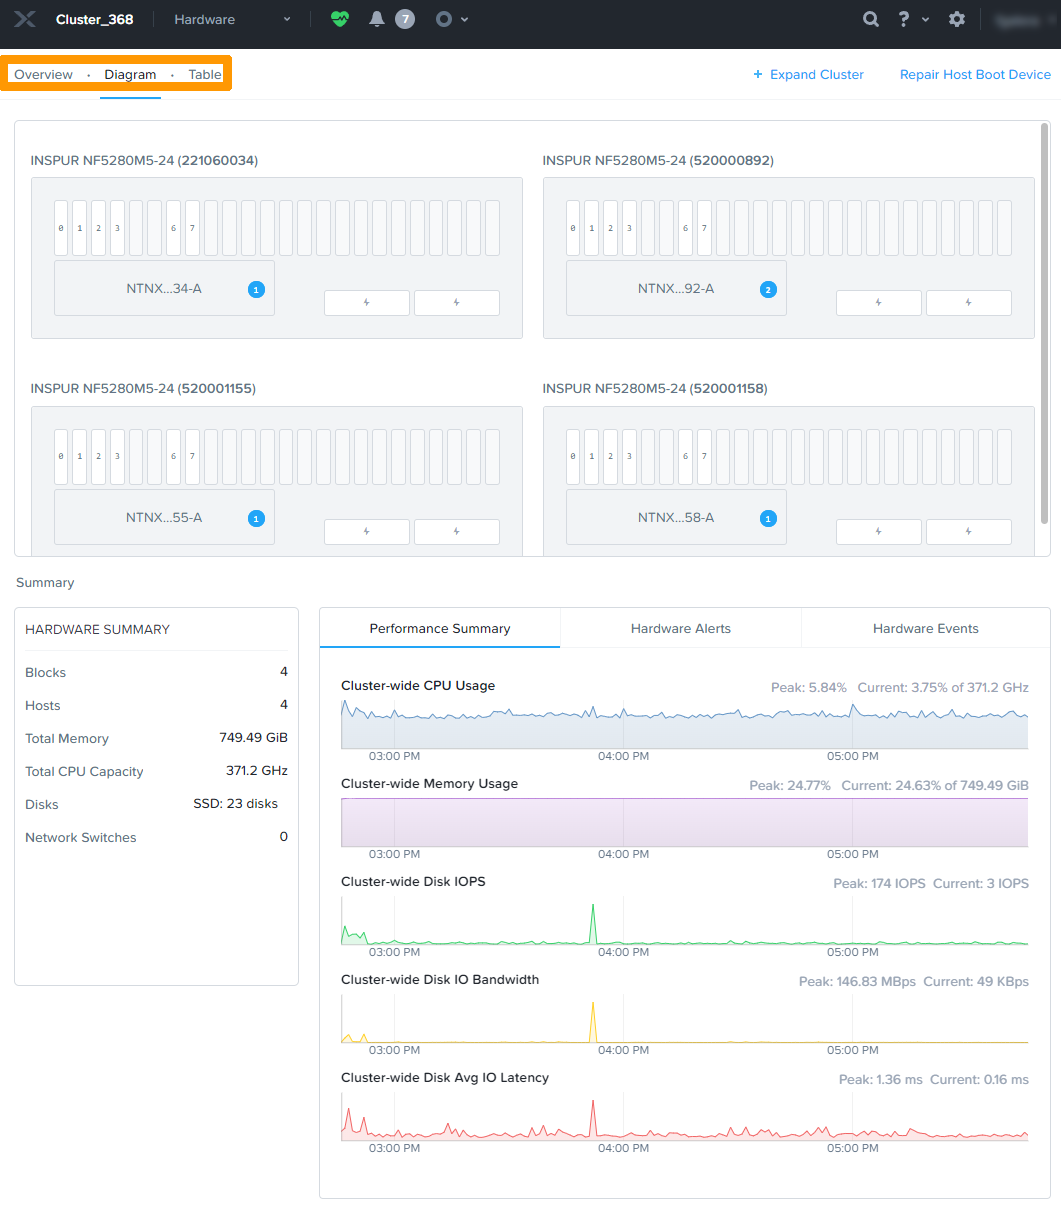 Cluster_368 Hardware 7 ?
Overview · Diagram · Table + Expand Cluster Repair Host Boot Device
INSPUR NF5280M5-24 (221060034)
0 1 2 3 6 7
NTNX...34-A 1
INSPUR NF5280M5-24 (520000892)
0 1 2 3 6 7
NTNX...92-A 2
INSPUR NF5280M5-24 (520001155)
0 1 2 3 6 7
NTNX...55-A 1
INSPUR NF5280M5-24 (520001158)
0 1 2 3 6 7
NTNX...58-A 1
Summary
HARDWARE SUMMARY
Blocks 4
Hosts 4
Total Memory 749.49 GiB
Total CPU Capacity 371.2 GHz
Disks SSD: 23 disks
Network Switches 0
Performance Summary Hardware Alerts Hardware Events
Cluster-wide CPU Usage Peak: 5.84% Current: 3.75% of 371.2 GHz
03:00 PM 04:00 PM 05:00 PM
Cluster-wide Memory Usage Peak: 24.77% Current: 24.63% of 749.49 GiB
03:00 PM 04:00 PM 05:00 PM
Cluster-wide Disk IOPS Peak: 174 IOPS Current: 3 IOPS
03:00 PM 04:00 PM 05:00 PM
Cluster-wide Disk IO Bandwidth Peak: 146.83 MBps Current: 49 KBps
03:00 PM 04:00 PM 05:00 PM
Cluster-wide Disk Avg IO Latency Peak: 1.36 ms Current: 0.16 ms
03:00 PM 04:00 PM 05:00 PM